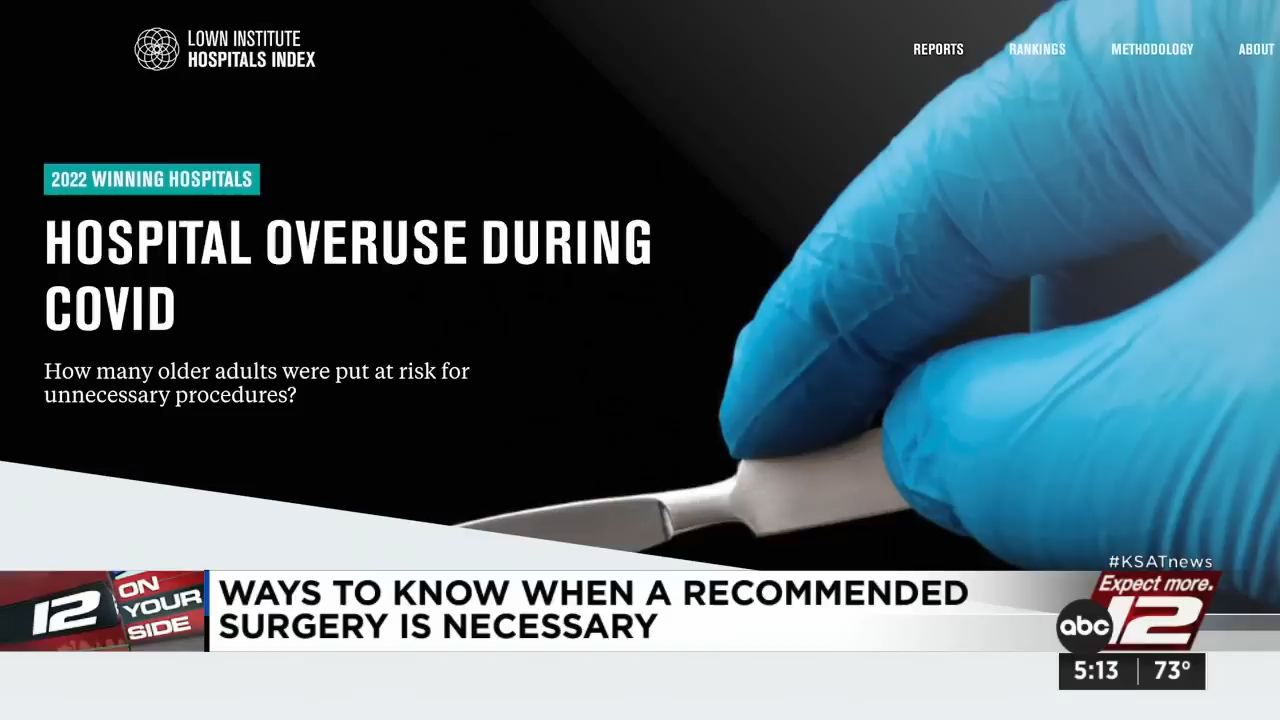 LOWN INSTITUTE
HOSPITALS INDEX
REPORTS
RANKINGS
METHODOLOGY
ABOUT
2022 WINNING HOSPITALS
HOSPITAL OVERUSE DURING
COVID
How many older adults were put at risk for
unnecessary procedures?
#KSATnews
12
ON
YOUR
SIDE
WAYS TO KNOW WHEN A RECOMMENDED
SURGERY IS NECESSARY
Expect more.
abc
12
5:13
73°